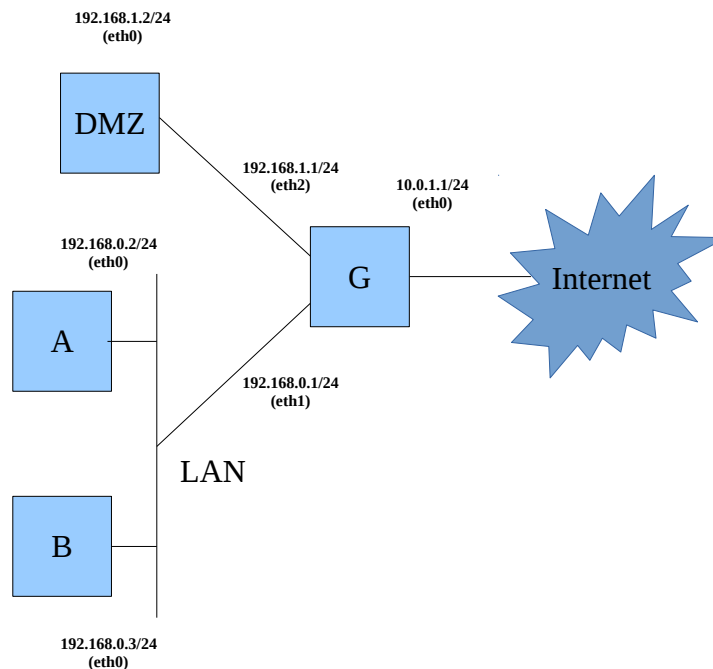 192.168.1.2/24
(eth0)
DMZ
192.168.1.1/24
(eth2)
10.0.1.1/24
(eth0)
192.168.0.2/24
(eth0)
G
Internet
A
192.168.0.1/24
(eth1)
LAN
B
192.168.0.3/24
(eth0)